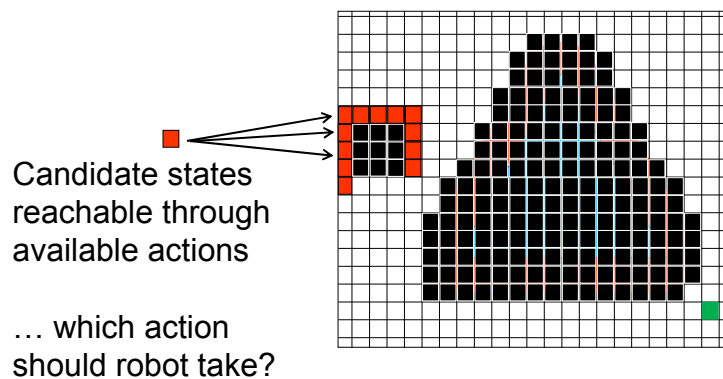 Candidate states
reachable through
available actions
… which action
should robot take?